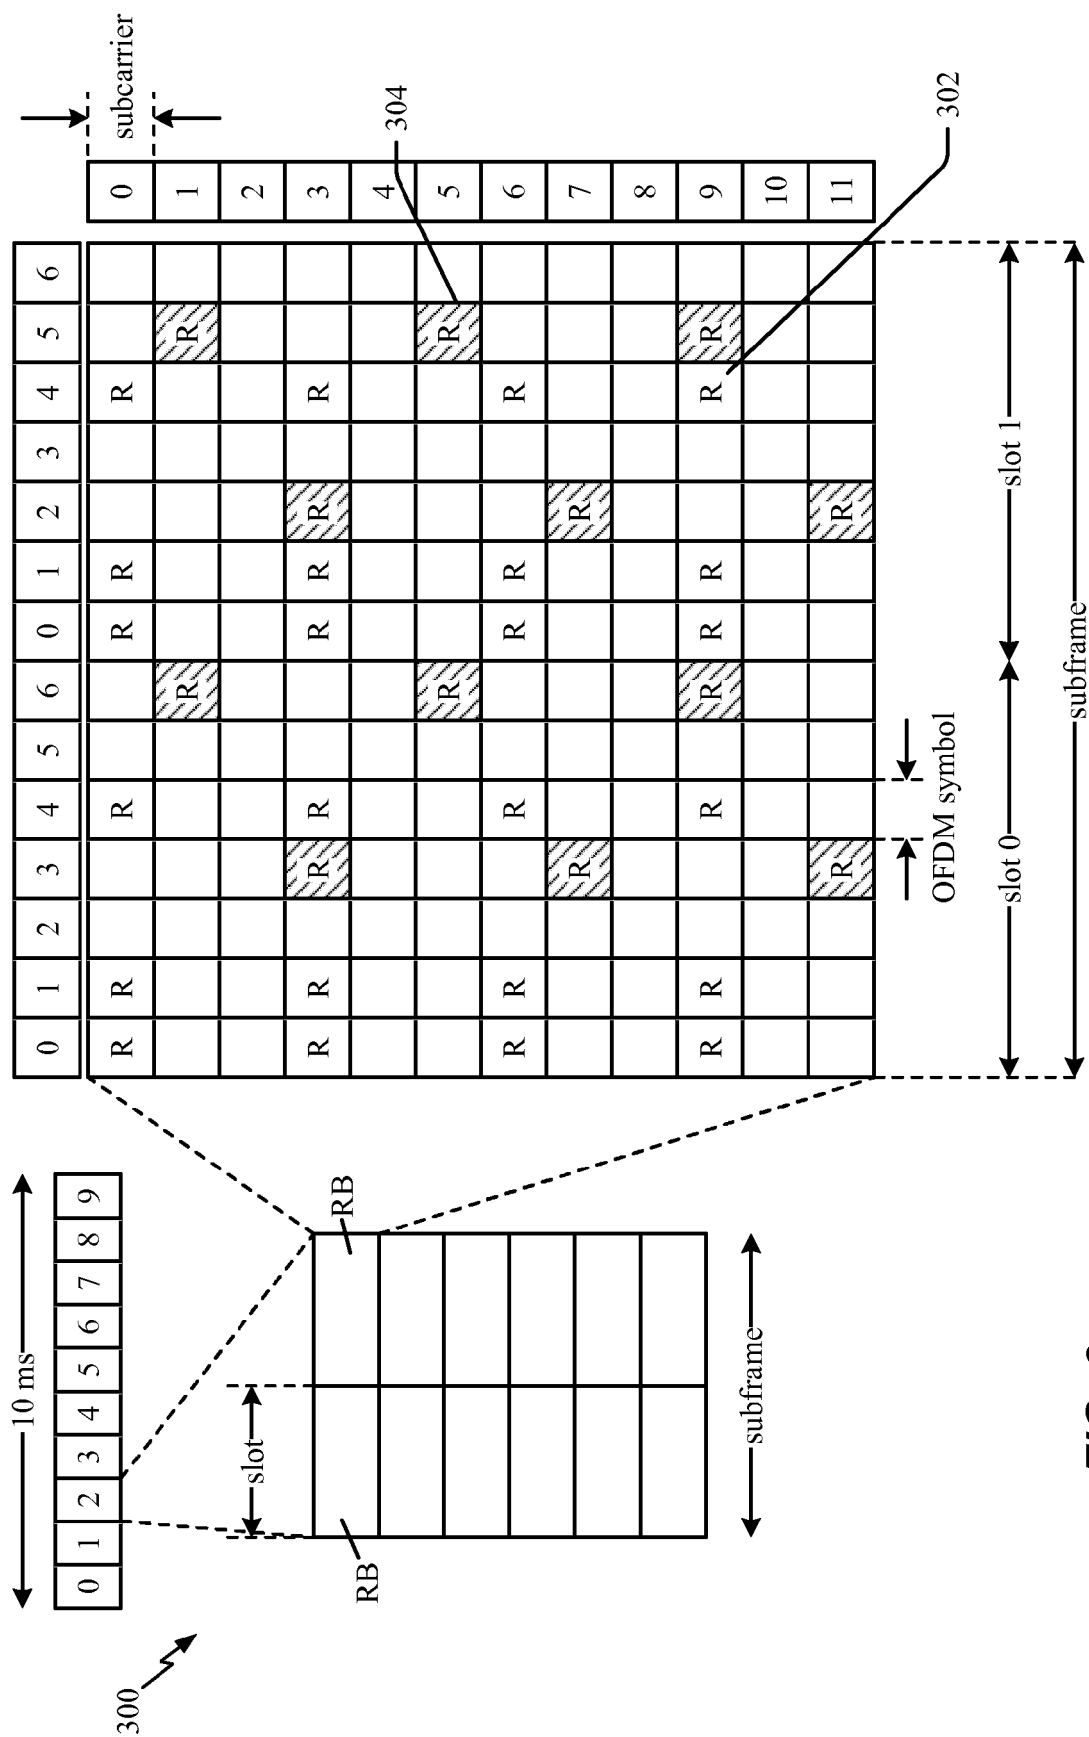 10 ms
0 1 2 3 4 5 6 7 8 9
300
slot
RB
RB
subframe
0 1 2 3 4 5 6 0 1 2 3 4 5 6
subcarrier
R R R R R R 0
R R 1
2
R R R R R R R R 3
4
R R 5
304
R R R R R R 6
R R 7
8
R R R R R R R R 9
10
R R 11
302
OFDM symbol
slot 0
slot 1
subframe